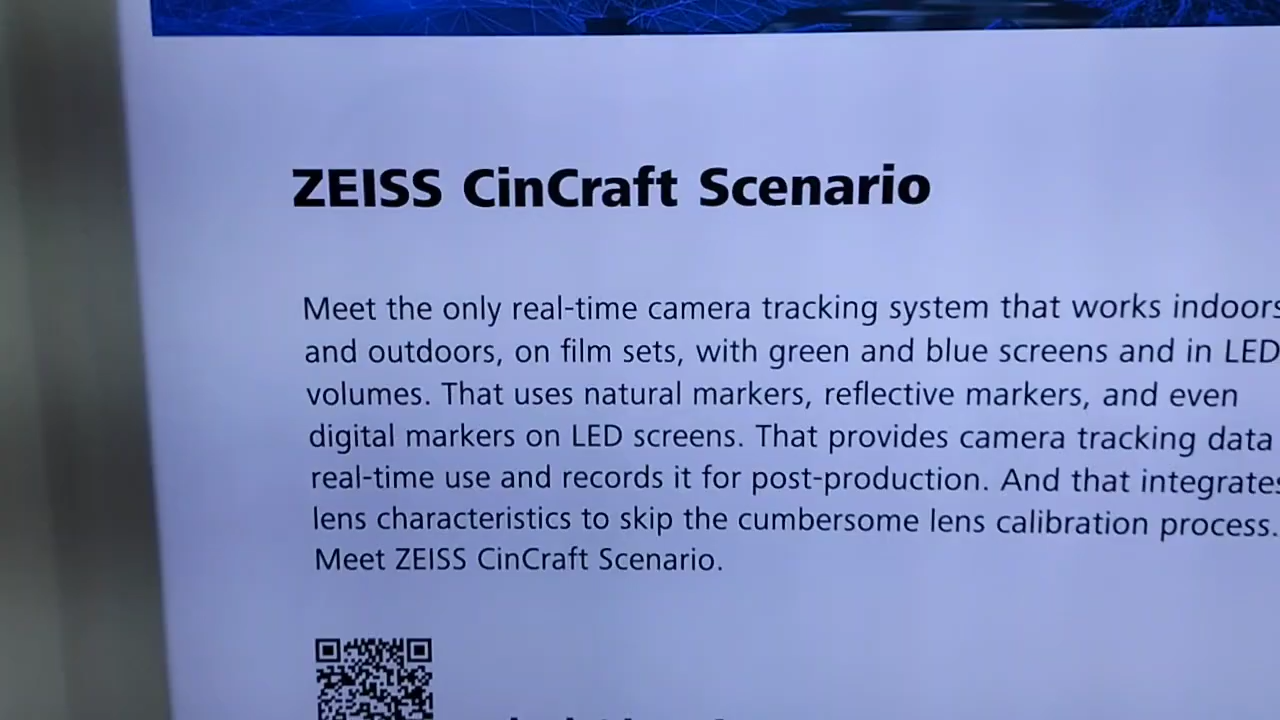 ZEISS CinCraft Scenario
Meet the only real-time camera tracking system that works indoors
and outdoors, on film sets, with green and blue screens and in LED
volumes. That uses natural markers, reflective markers, and even
digital markers on LED screens. That provides camera tracking data
real-time use and records it for post-production. And that integrates
lens characteristics to skip the cumbersome lens calibration process.
Meet ZEISS CinCraft Scenario.